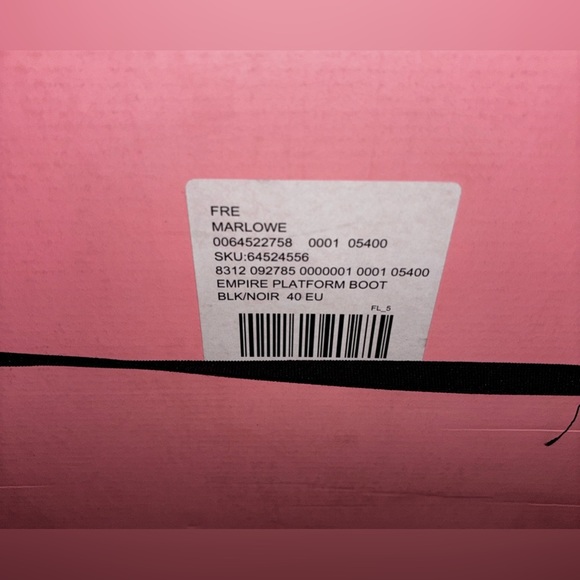 FRE
MARLOWE
0064522758 0001 05400
SKU:64524556
8312 092785 0000001 0001 05400
EMPIRE PLATFORM BOOT
BLK/NOIR 40 EU
FL_5